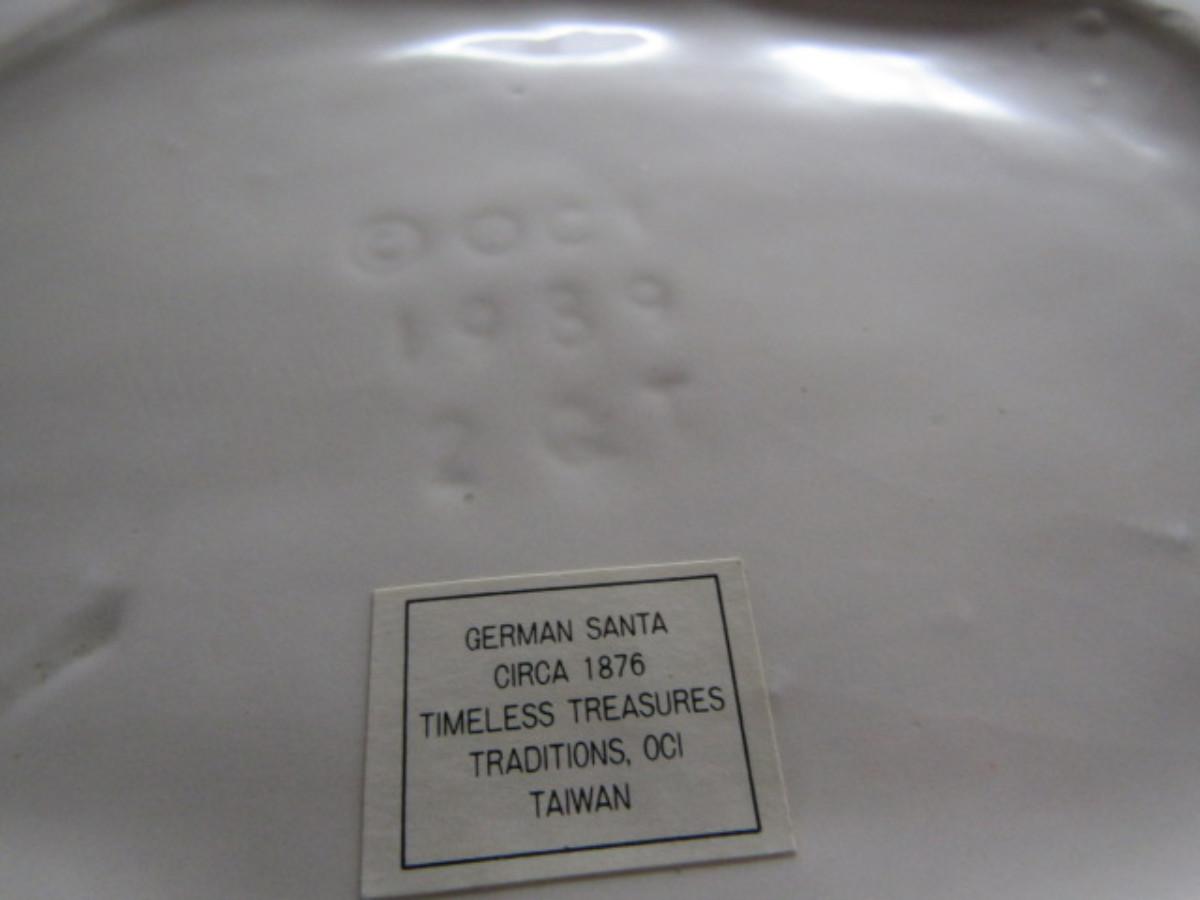 © OCI
1989
GERMAN SANTA
CIRCA 1876
TIMELESS TREASURES
TRADITIONS, OCI
TAIWAN